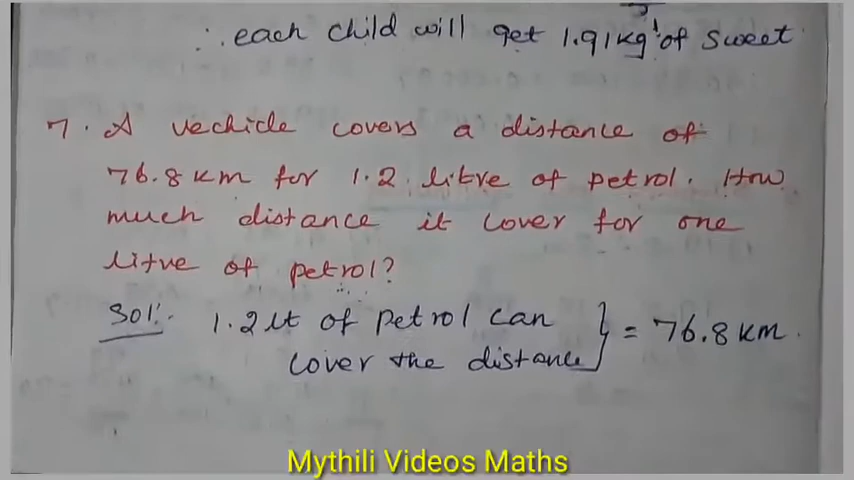 ∴ each child will get 1.91kg of sweet
7. A vechicle covers a distance of
76.8 km for 1.2 litre of petrol. How
much distance it cover for one
litre of petrol?
Sol:. 1.2 lt of petrol can
cover the distance } = 76.8 km.
Mythili Videos Maths